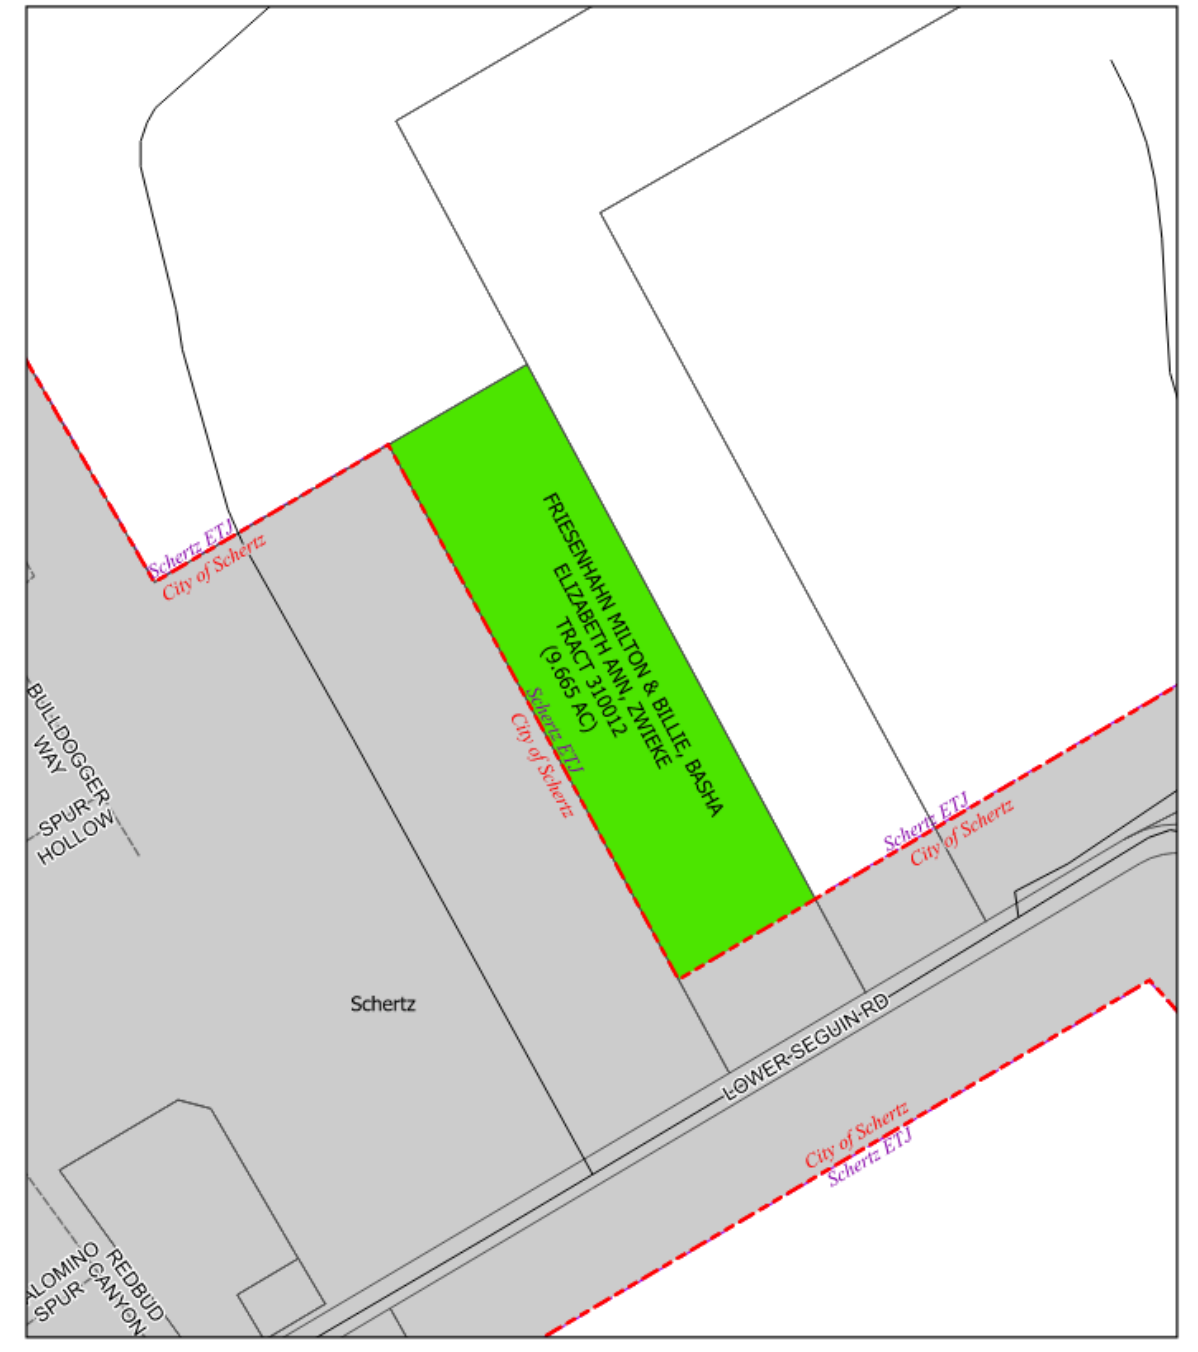 Schertz ETJ
City of Schertz
FRIESENHAHN MILTON & BILLIE, BASHA
ELIZABETH ANN, ZWIEKE
TRACT 310012
(9.665 AC)
Schertz ETJ
City of Schertz
BULLDOGGER
WAY
SPUR
HOLLOW
Schertz ETJ
City of Schertz
Schertz
LOWER SEGUIN RD
City of Schertz
Schertz ETJ
ALOMINO
SPUR
REDBUD
CANYON